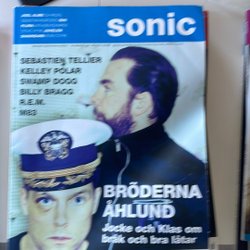 sonic
SEBASTIEN TELLIER
KELLEY POLAR
SWAMP DOGG
BILLY BRAGG
R.E.M.
M83
BRÖDERNA
ÅHLUND
Jocke och Klas om
bråk och bra låtar